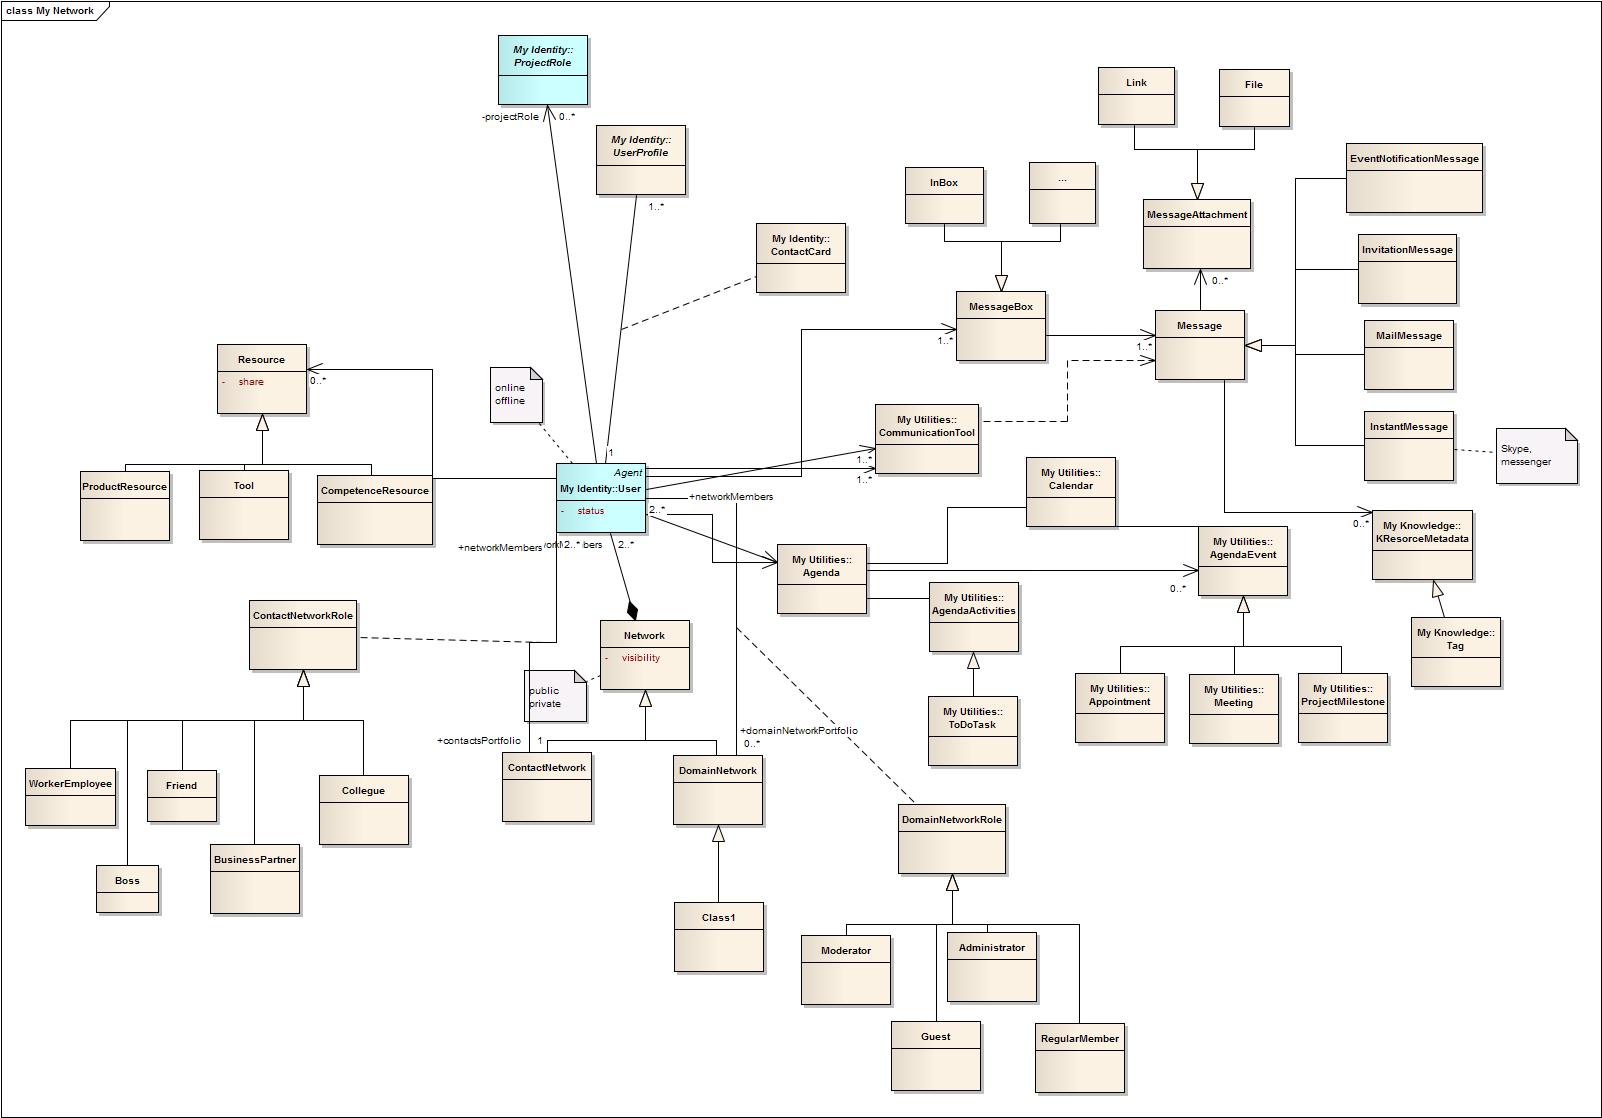 class My Network
My Identity::
ProjectRole
-projectRole
0..*
My Identity::
UserProfile
1..*
My Identity::
ContactCard
Link
File
InBox
...
MessageAttachment
0..*
EventNotificationMessage
InvitationMessage
MailMessage
InstantMessage
Skype,
messenger
MessageBox
1..*
Message
1..*
Resource
- share
0..*
ProductResource
Tool
CompetenceResource
online
offline
1
Agent
My Identity::User
- status
My Utilities::
CommunicationTool
1..*
1..*
+networkMembers
2..*
+networkMembers
2..*
bers
2..*
My Utilities::
Calendar
My Utilities::
Agenda
My Utilities::
AgendaEvent
0..*
My Knowledge::
KResorceMetadata
0..*
My Knowledge::
Tag
My Utilities::
AgendaActivities
My Utilities::
ToDoTask
My Utilities::
Appointment
My Utilities::
Meeting
My Utilities::
ProjectMilestone
ContactNetworkRole
Network
- visibility
public
private
+contactsPortfolio
1
+domainNetworkPortfolio
0..*
WorkerEmployee
Friend
Collegue
Boss
BusinessPartner
ContactNetwork
DomainNetwork
Class1
DomainNetworkRole
Moderator
Administrator
Guest
RegularMember